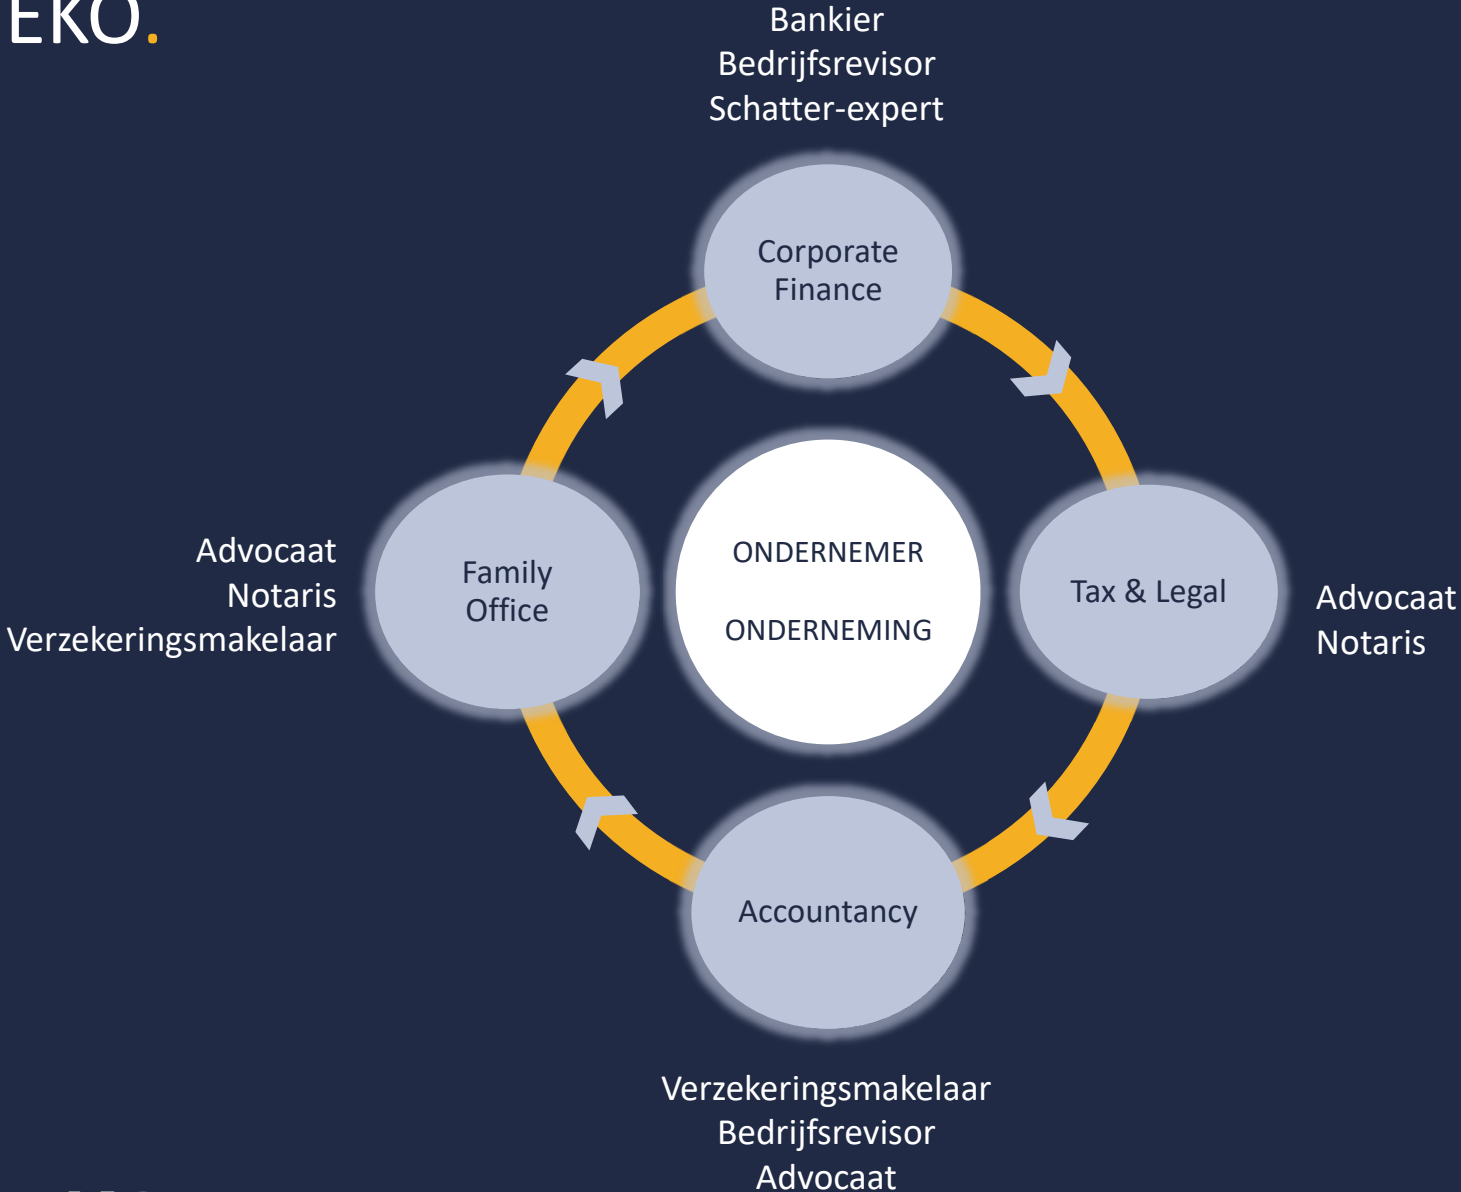 EKO.
Bankier
Bedrijfsrevisor
Schatter-expert
Corporate
Finance
Advocaat
Notaris
Verzekeringsmakelaar
Family
Office
ONDERNEMER
ONDERNEMING
Tax & Legal
Advocaat
Notaris
Accountancy
Verzekeringsmakelaar
Bedrijfsrevisor
Advocaat